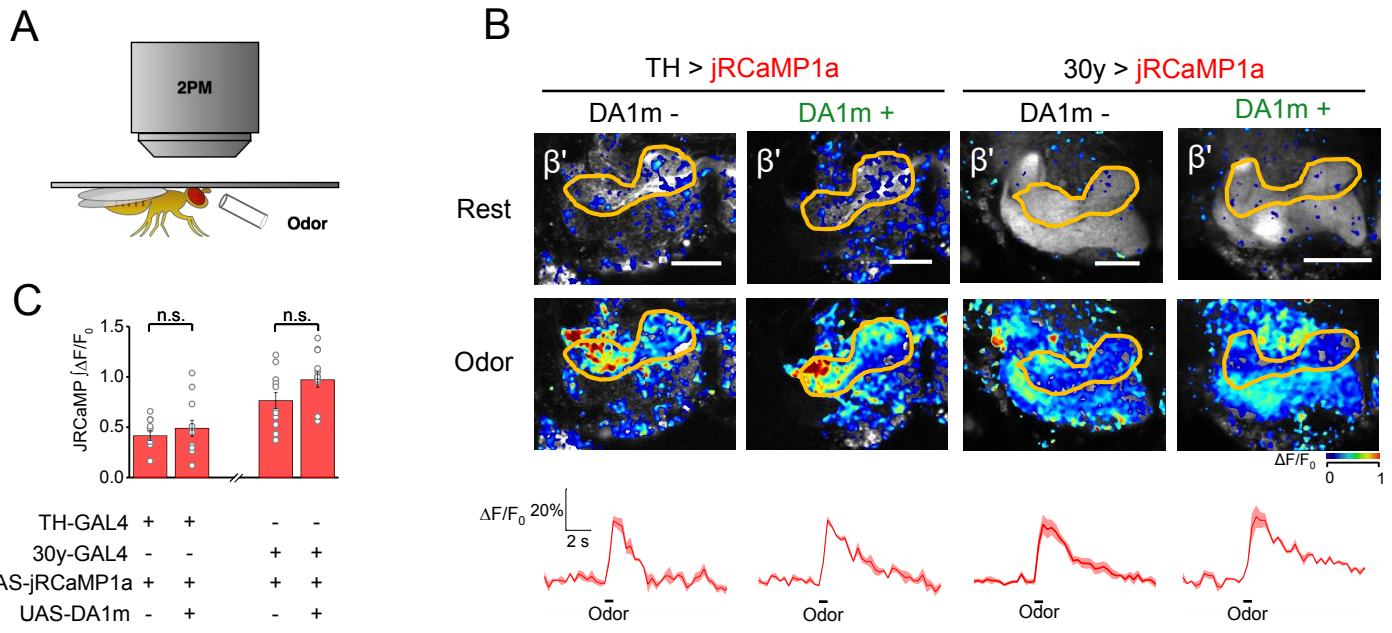 A
2PM
Odor
B
TH > jRCaMP1a
30y > jRCaMP1a
DA1m -
DA1m +
DA1m -
DA1m +
β'
β'
β'
β'
Rest
Odor
ΔF/F0
0 1
ΔF/F0
20%
2 s
Odor
Odor
Odor
Odor
C
n.s.
n.s.
JRCaMP [ΔF/F0
1.5
1.0
0.5
0.0
TH-GAL4 + + - -
30y-GAL4 - - + +
AS-jRCaMP1a + + + +
UAS-DA1m - + - +